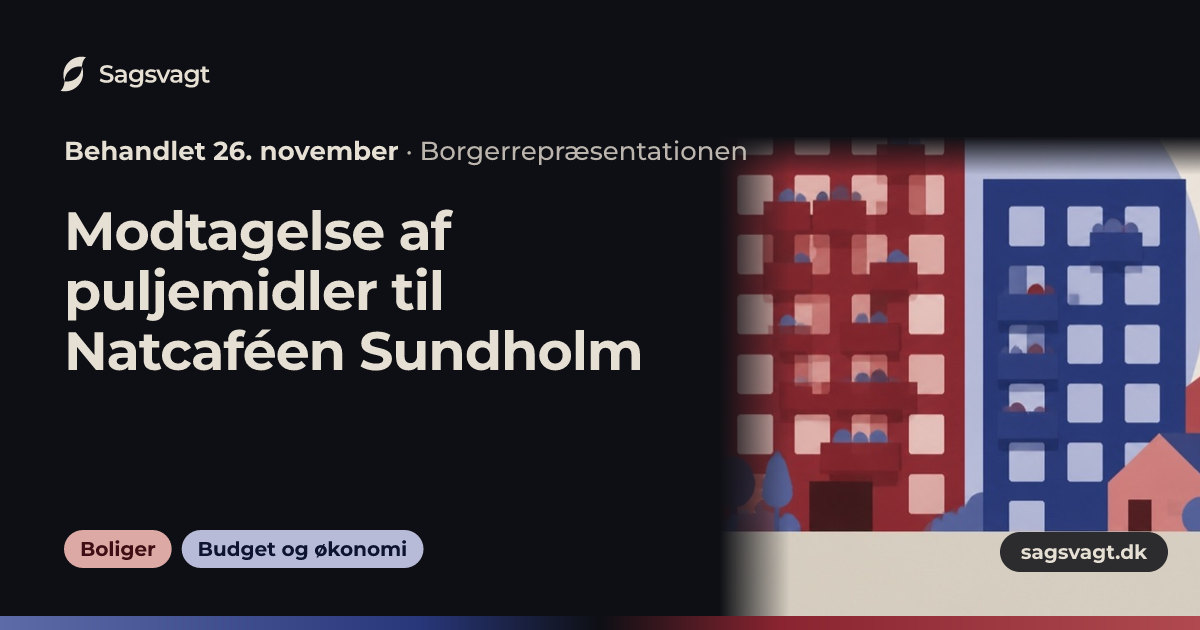 Sagsvagt
Behandlet 26. november · Borgerrepræsentationen
Modtagelse af
puljemidler til
Natcaféen Sundholm
Boliger
Budget og økonomi
sagsvagt.dk